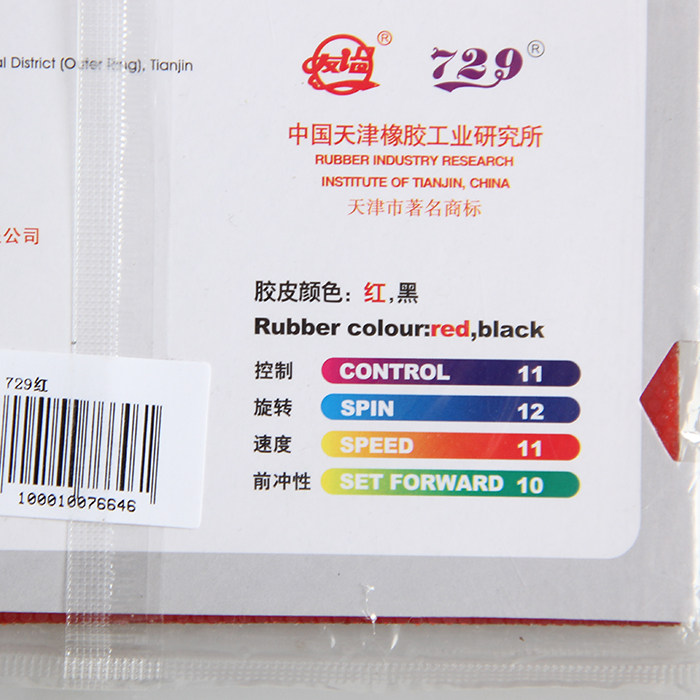 al District (Outer Ring), Tianjin
友谊®
729®
中国天津橡胶工业研究所
RUBBER INDUSTRY RESEARCH
INSTITUTE OF TIANJIN, CHINA
天津市著名商标
公司
胶皮颜色：红,黑
Rubber colour:red,black
控制 CONTROL 11
旋转 SPIN 12
速度 SPEED 11
前冲性 SET FORWARD 10
729红
100010076646